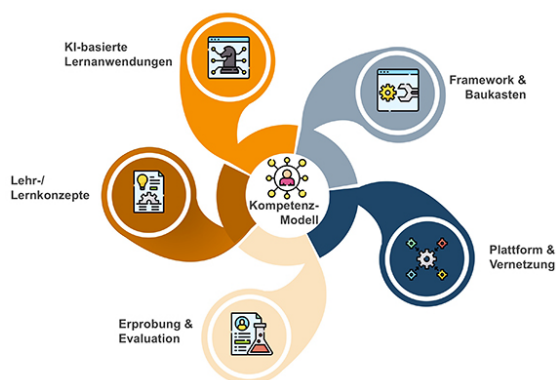 KI-basierte
Lernanwendungen
Framework &
Baukasten
Lehr-/
Lernkonzepte
Kompetenz-
Modell
Plattform &
Vernetzung
Erprobung &
Evaluation